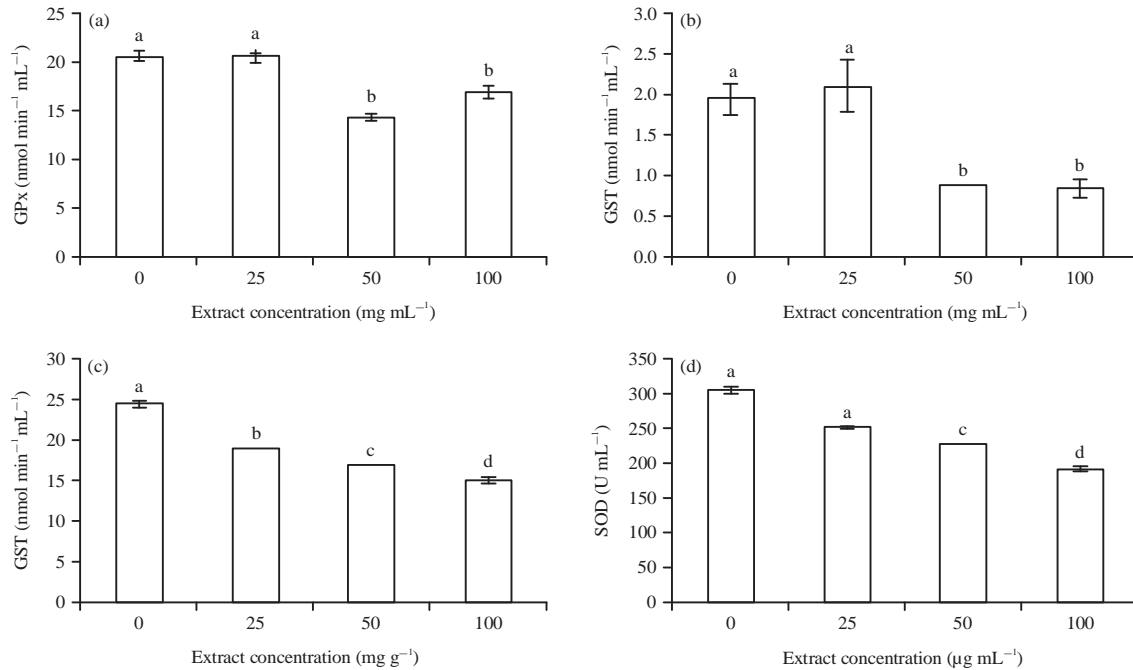 (a)
GPx (nmol min⁻¹ mL⁻¹)
25
20
15
10
5
0
a
a
b
b
0 25 50 100
Extract concentration (mg mL⁻¹)
(b)
GST (nmol min⁻¹mL⁻¹)
3.0
2.5
2.0
1.5
1.0
0.5
0.0
a
a
b
b
0 25 50 100
Extract concentration (mg mL⁻¹)
(c)
GST (nmol min⁻¹mL⁻¹)
30
25
20
15
10
5
0
a
b
c
d
0 25 50 100
Extract concentration (mg g⁻¹)
(d)
SOD (U mL⁻¹)
350
300
250
200
150
100
50
0
a
a
c
d
0 25 50 100
Extract concentration (µg mL⁻¹)